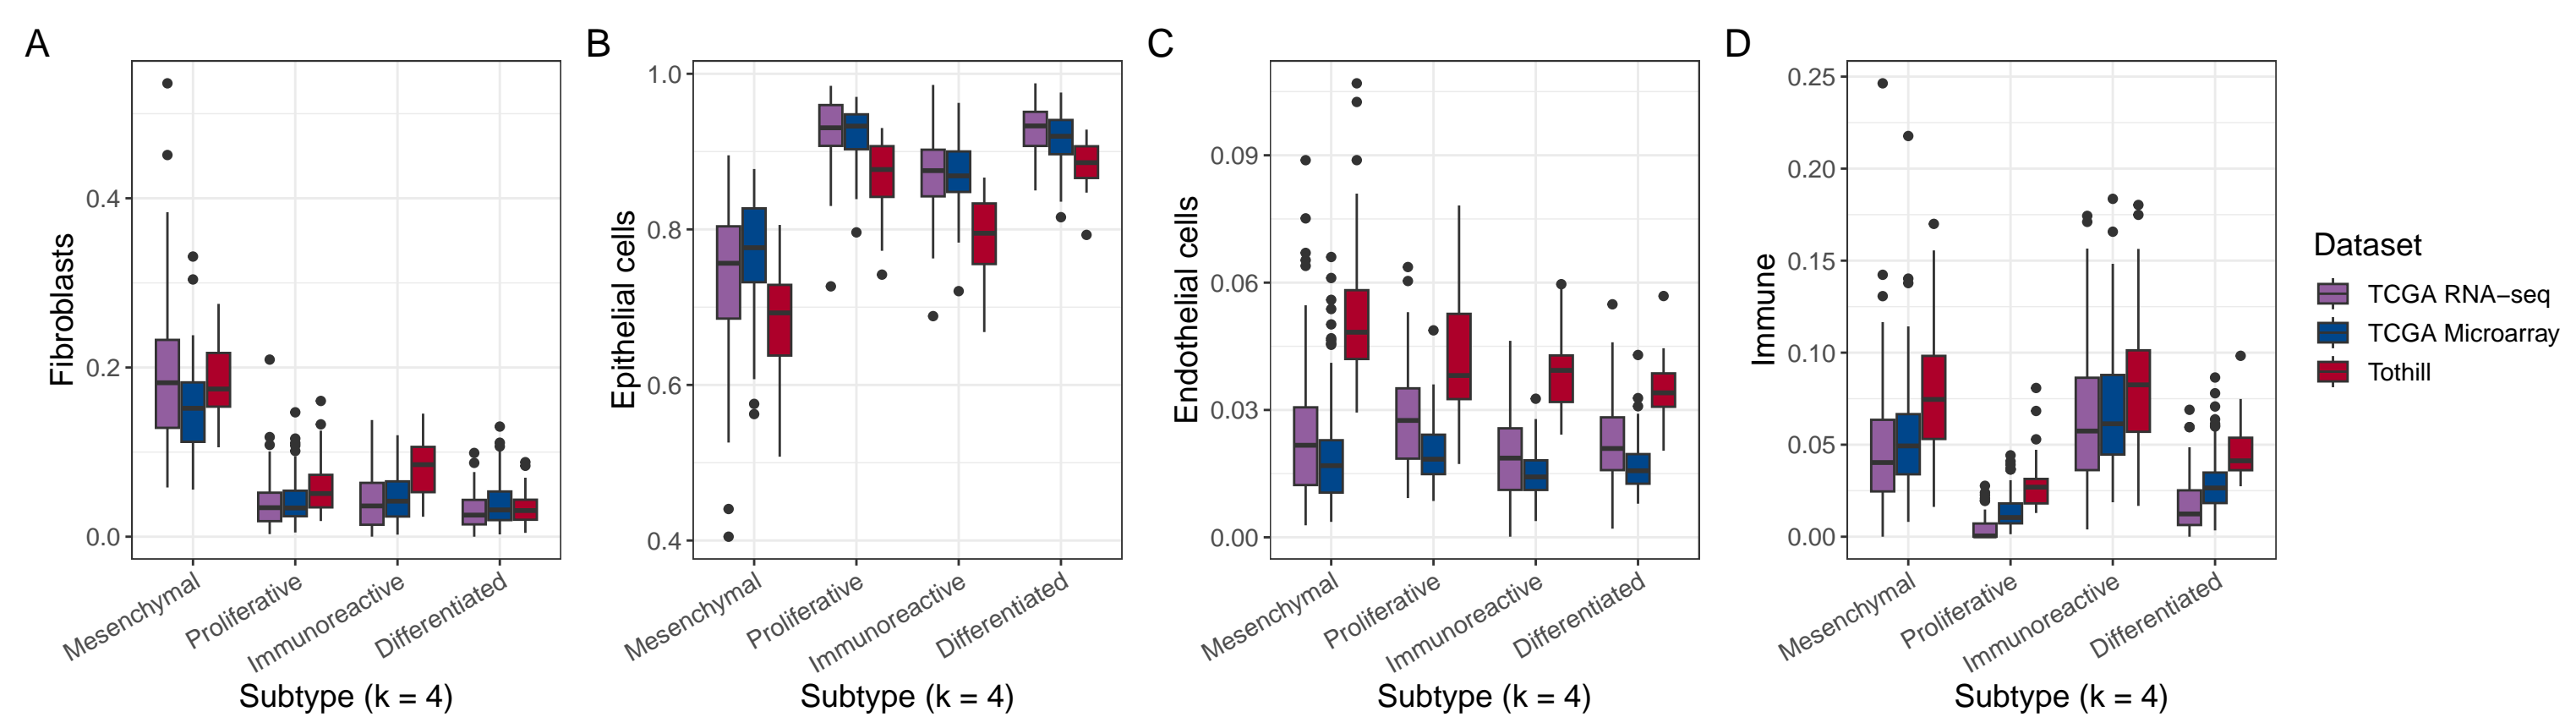 A
Fibroblasts
0.4
0.2
0.0
Mesenchymal
Proliferative
Immunoreactive
Differentiated
Subtype (k = 4)
B
Epithelial cells
1.0
0.8
0.6
0.4
Mesenchymal
Proliferative
Immunoreactive
Differentiated
Subtype (k = 4)
C
Endothelial cells
0.09
0.06
0.03
0.00
Mesenchymal
Proliferative
Immunoreactive
Differentiated
Subtype (k = 4)
D
Immune
0.25
0.20
0.15
0.10
0.05
0.00
Mesenchymal
Proliferative
Immunoreactive
Differentiated
Subtype (k = 4)
Dataset
TCGA RNA−seq
TCGA Microarray
Tothill